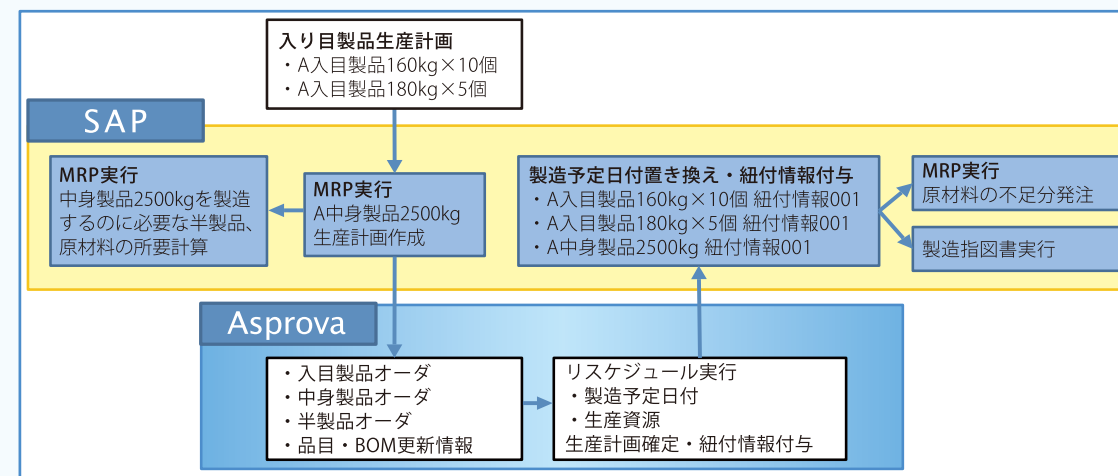 入り目製品生産計画
・A入目製品160kg×10個
・A入目製品180kg×5個
SAP
MRP実行
中身製品2500kgを製造
するのに必要な半製品、
原材料の所要計算
MRP実行
A中身製品2500kg
生産計画作成
製造予定日付置き換え・紐付情報付与
・A入目製品160kg×10個 紐付情報001
・A入目製品180kg×5個 紐付情報001
・A中身製品2500kg 紐付情報001
MRP実行
原材料の不足分発注
製造指図書実行
Asprova
・入目製品オーダ
・中身製品オーダ
・半製品オーダ
・品目・BOM更新情報
リスケジュール実行
・製造予定日付
・生産資源
生産計画確定・紐付情報付与